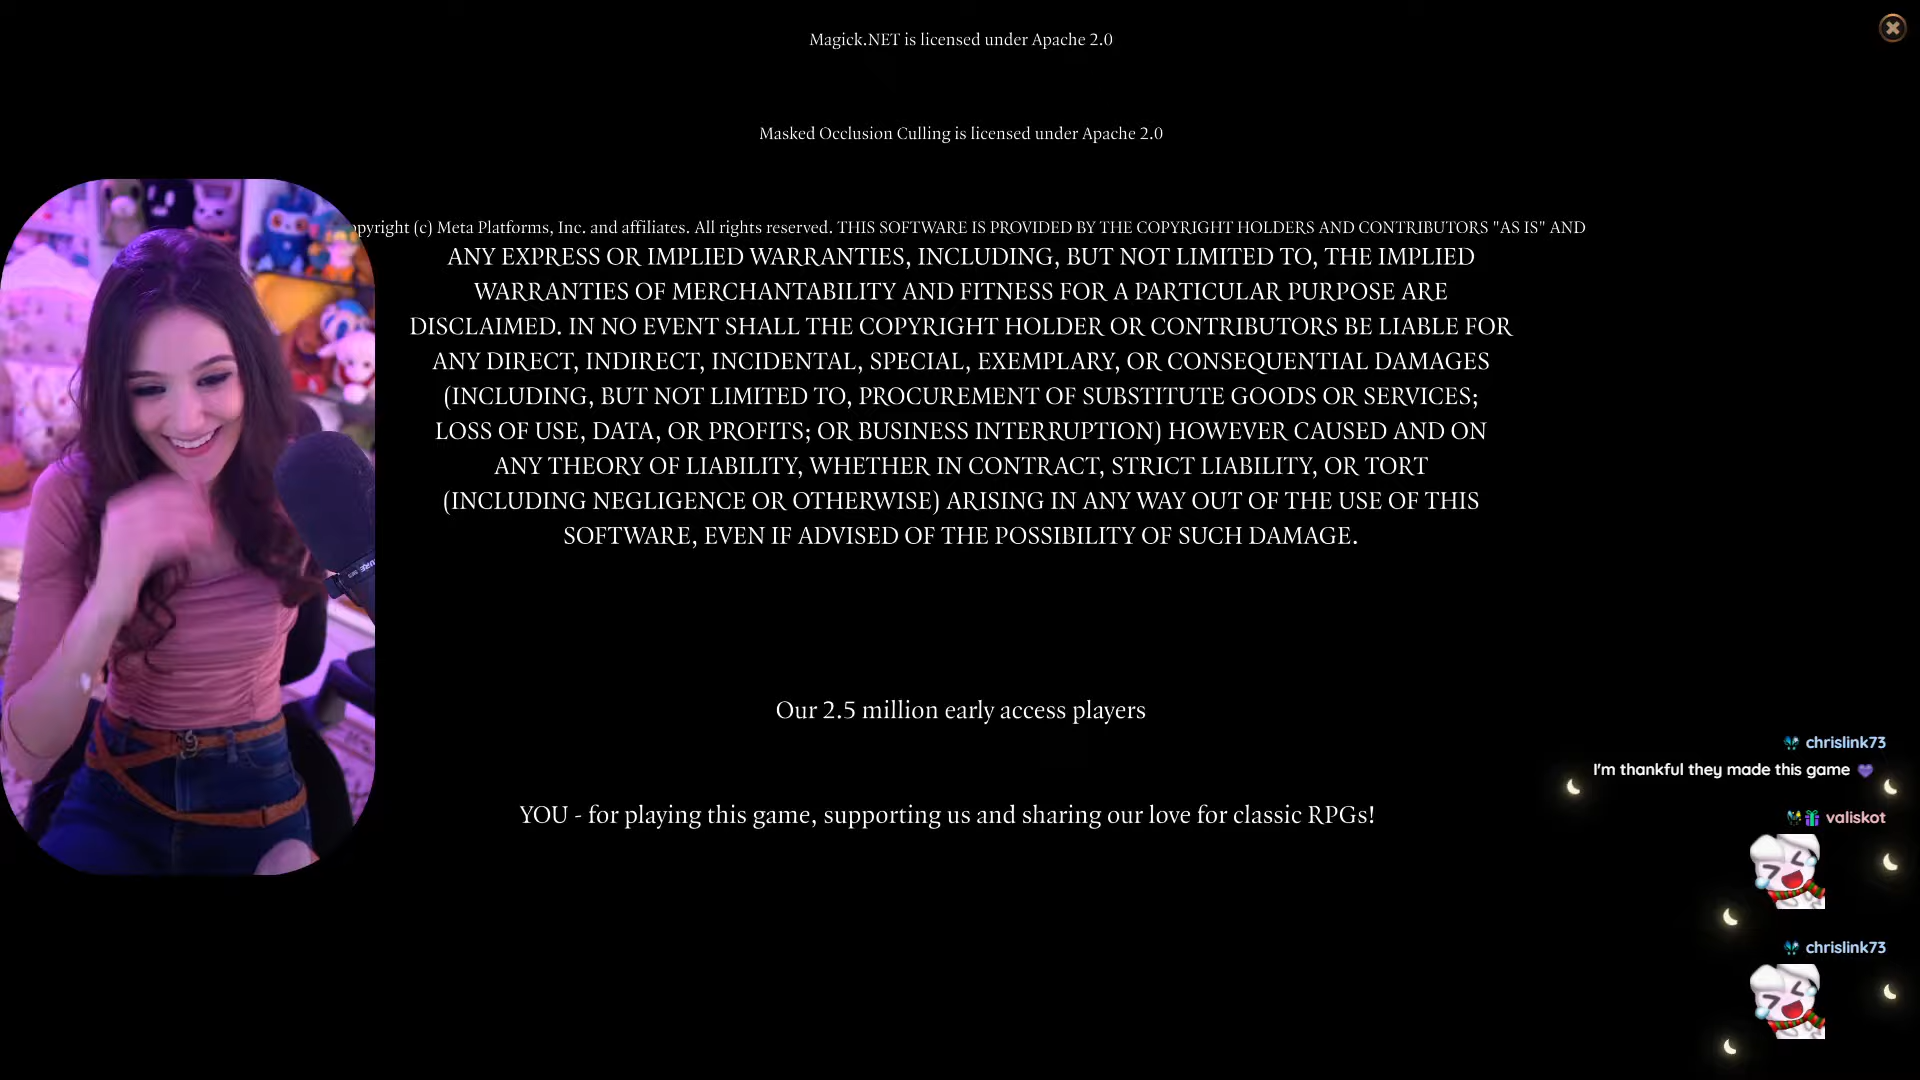 Magick.NET is licensed under Apache 2.0
Masked Occlusion Culling is licensed under Apache 2.0
opyright (c) Meta Platforms, Inc. and affiliates. All rights reserved. THIS SOFTWARE IS PROVIDED BY THE COPYRIGHT HOLDERS AND CONTRIBUTORS "AS IS" AND
ANY EXPRESS OR IMPLIED WARRANTIES, INCLUDING, BUT NOT LIMITED TO, THE IMPLIED
WARRANTIES OF MERCHANTABILITY AND FITNESS FOR A PARTICULAR PURPOSE ARE
DISCLAIMED. IN NO EVENT SHALL THE COPYRIGHT HOLDER OR CONTRIBUTORS BE LIABLE FOR
ANY DIRECT, INDIRECT, INCIDENTAL, SPECIAL, EXEMPLARY, OR CONSEQUENTIAL DAMAGES
(INCLUDING, BUT NOT LIMITED TO, PROCUREMENT OF SUBSTITUTE GOODS OR SERVICES;
LOSS OF USE, DATA, OR PROFITS; OR BUSINESS INTERRUPTION) HOWEVER CAUSED AND ON
ANY THEORY OF LIABILITY, WHETHER IN CONTRACT, STRICT LIABILITY, OR TORT
(INCLUDING NEGLIGENCE OR OTHERWISE) ARISING IN ANY WAY OUT OF THE USE OF THIS
SOFTWARE, EVEN IF ADVISED OF THE POSSIBILITY OF SUCH DAMAGE.
Our 2.5 million early access players
YOU - for playing this game, supporting us and sharing our love for classic RPGs!
chrislink73
I'm thankful they made this game
valiskot
chrislink73